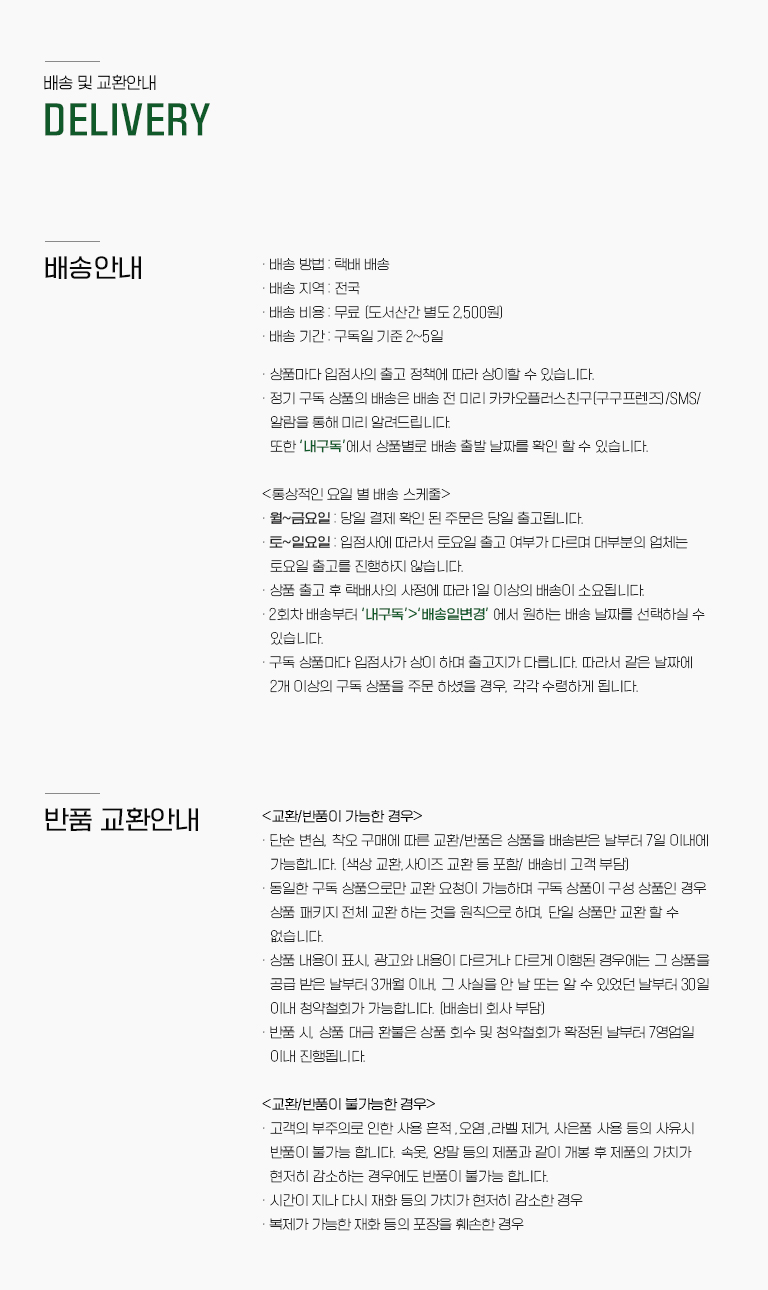 배송 및 교환안내
DELIVERY
배송안내
· 배송 방법 : 택배 배송
· 배송 지역 : 전국
· 배송 비용 : 무료 (도서산간 별도 2,500원)
· 배송 기간 : 구독일 기준 2~5일
· 상품마다 입점사의 출고 정책에 따라 상이할 수 있습니다.
· 정기 구독 상품의 배송은 배송 전 미리 카카오플러스친구(구구프렌즈)/SMS/
알람을 통해 미리 알려드립니다.
또한 '내구독'에서 상품별로 배송 출발 날짜를 확인 할 수 있습니다.
<통상적인 요일 별 배송 스케줄>
· 월~금요일 : 당일 결제 확인 된 주문은 당일 출고됩니다.
· 토~일요일 : 입점사에 따라서 토요일 출고 여부가 다르며 대부분의 업체는
토요일 출고를 진행하지 않습니다.
· 상품 출고 후 택배사의 사정에 따라 1일 이상의 배송이 소요됩니다.
· 2회차 배송부터 '내구독'>'배송일변경' 에서 원하는 배송 날짜를 선택하실 수
있습니다.
· 구독 상품마다 입점사가 상이 하며 출고지가 다릅니다. 따라서 같은 날짜에
2개 이상의 구독 상품을 주문 하셨을 경우, 각각 수령하게 됩니다.
반품 교환안내
<교환/반품이 가능한 경우>
· 단순 변심, 착오 구매에 따른 교환/반품은 상품을 배송받은 날부터 7일 이내에
가능합니다. (색상 교환,사이즈 교환 등 포함/ 배송비 고객 부담)
· 동일한 구독 상품으로만 교환 요청이 가능하며 구독 상품이 구성 상품인 경우
상품 패키지 전체 교환 하는 것을 원칙으로 하며, 단일 상품만 교환 할 수
없습니다.
· 상품 내용이 표시, 광고와 내용이 다르거나 다르게 이행된 경우에는 그 상품을
공급 받은 날부터 3개월 이내, 그 사실을 안 날 또는 알 수 있었던 날부터 30일
이내 청약철회가 가능합니다. (배송비 회사 부담)
· 반품 시, 상품 대금 환불은 상품 회수 및 청약철회가 확정된 날부터 7영업일
이내 진행됩니다.
<교환/반품이 불가능한 경우>
· 고객의 부주의로 인한 사용 흔적 ,오염 ,라벨 제거, 사은품 사용 등의 사유시
반품이 불가능 합니다. 속옷, 양말 등의 제품과 같이 개봉 후 제품의 가치가
현저히 감소하는 경우에도 반품이 불가능 합니다.
· 시간이 지나 다시 재화 등의 가치가 현저히 감소한 경우
· 복제가 가능한 재화 등의 포장을 훼손한 경우